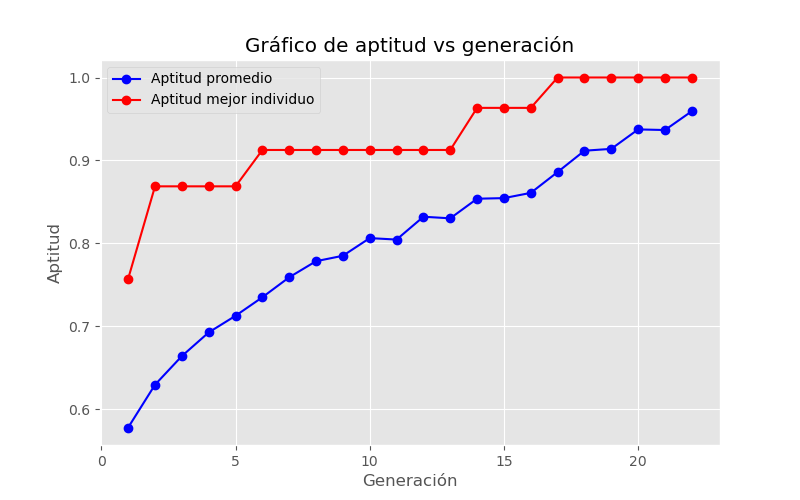 Gráfico de aptitud vs generación
Aptitud promedio
Aptitud mejor individuo
1.0
0.9
0.8
0.7
0.6
Aptitud
0
5
10
15
20
Generación